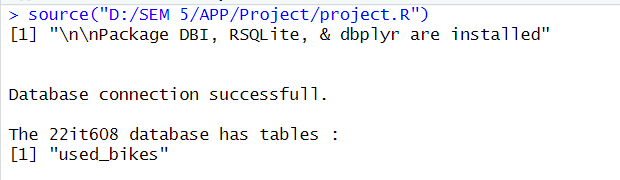 > source("D:/SEM 5/APP/Project/project.R")
[1] "\n\nPackage DBI, RSQLite, & dbplyr are installed"
Database connection successfull.
The 22it608 database has tables :
[1] "used_bikes"